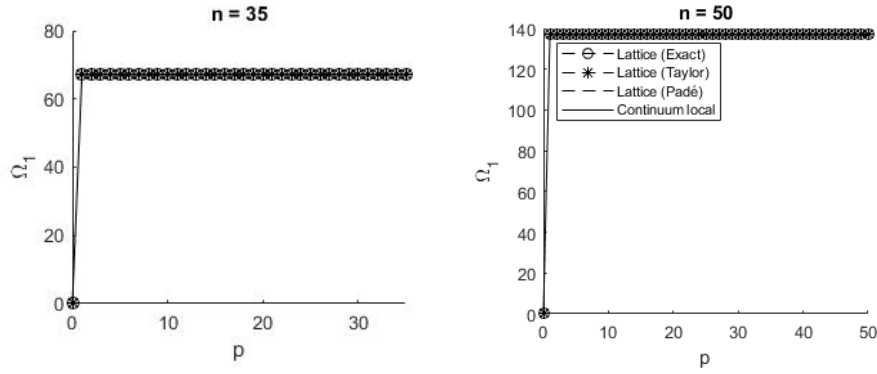 n = 35
80
60
40
20
0
Ω1
0 10 20 30
p
n = 50
140
120
100
80
60
40
20
0
Ω1
Lattice (Exact)
Lattice (Taylor)
Lattice (Padé)
Continuum local
0 10 20 30 40 50
p